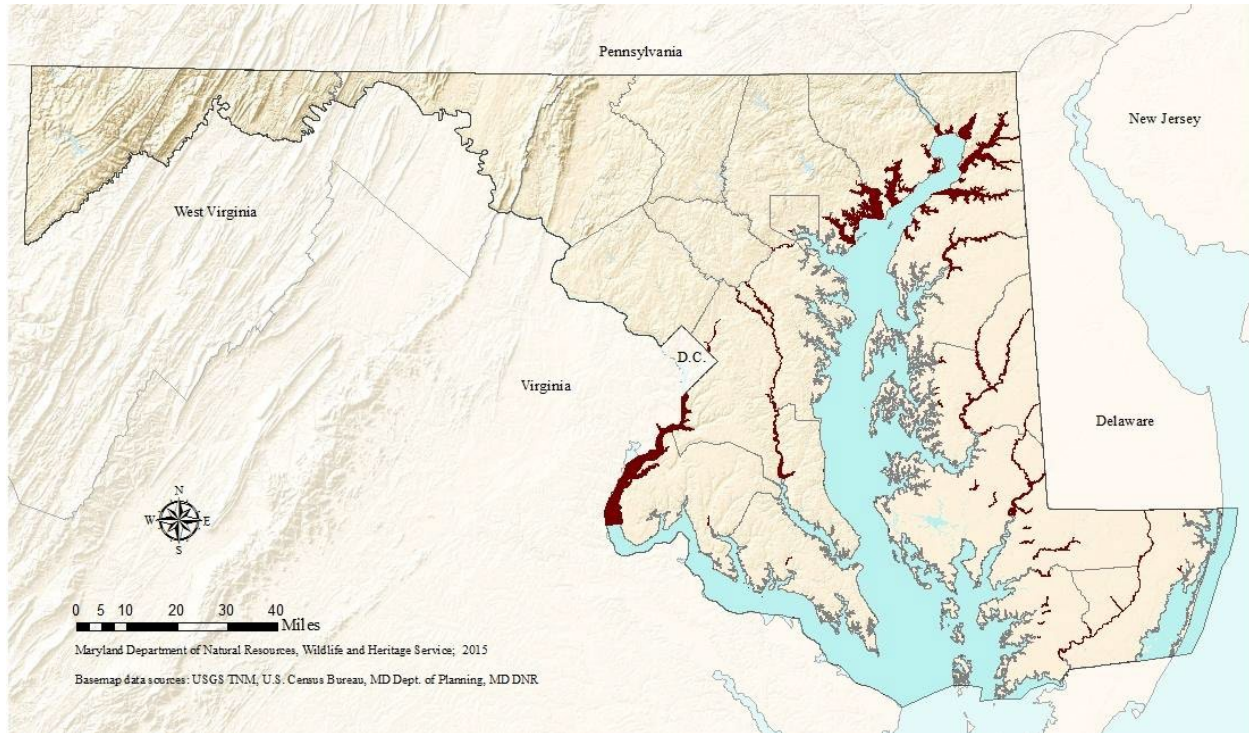 Pennsylvania
New Jersey
West Virginia
D.C.
Virginia
Delaware
N
W E
S
0 5 10 20 30 40
Miles
Maryland Department of Natural Resources, Wildlife and Heritage Service; 2015
Basemap data sources: USGS TNM, U.S. Census Bureau, MD Dept. of Planning, MD DNR